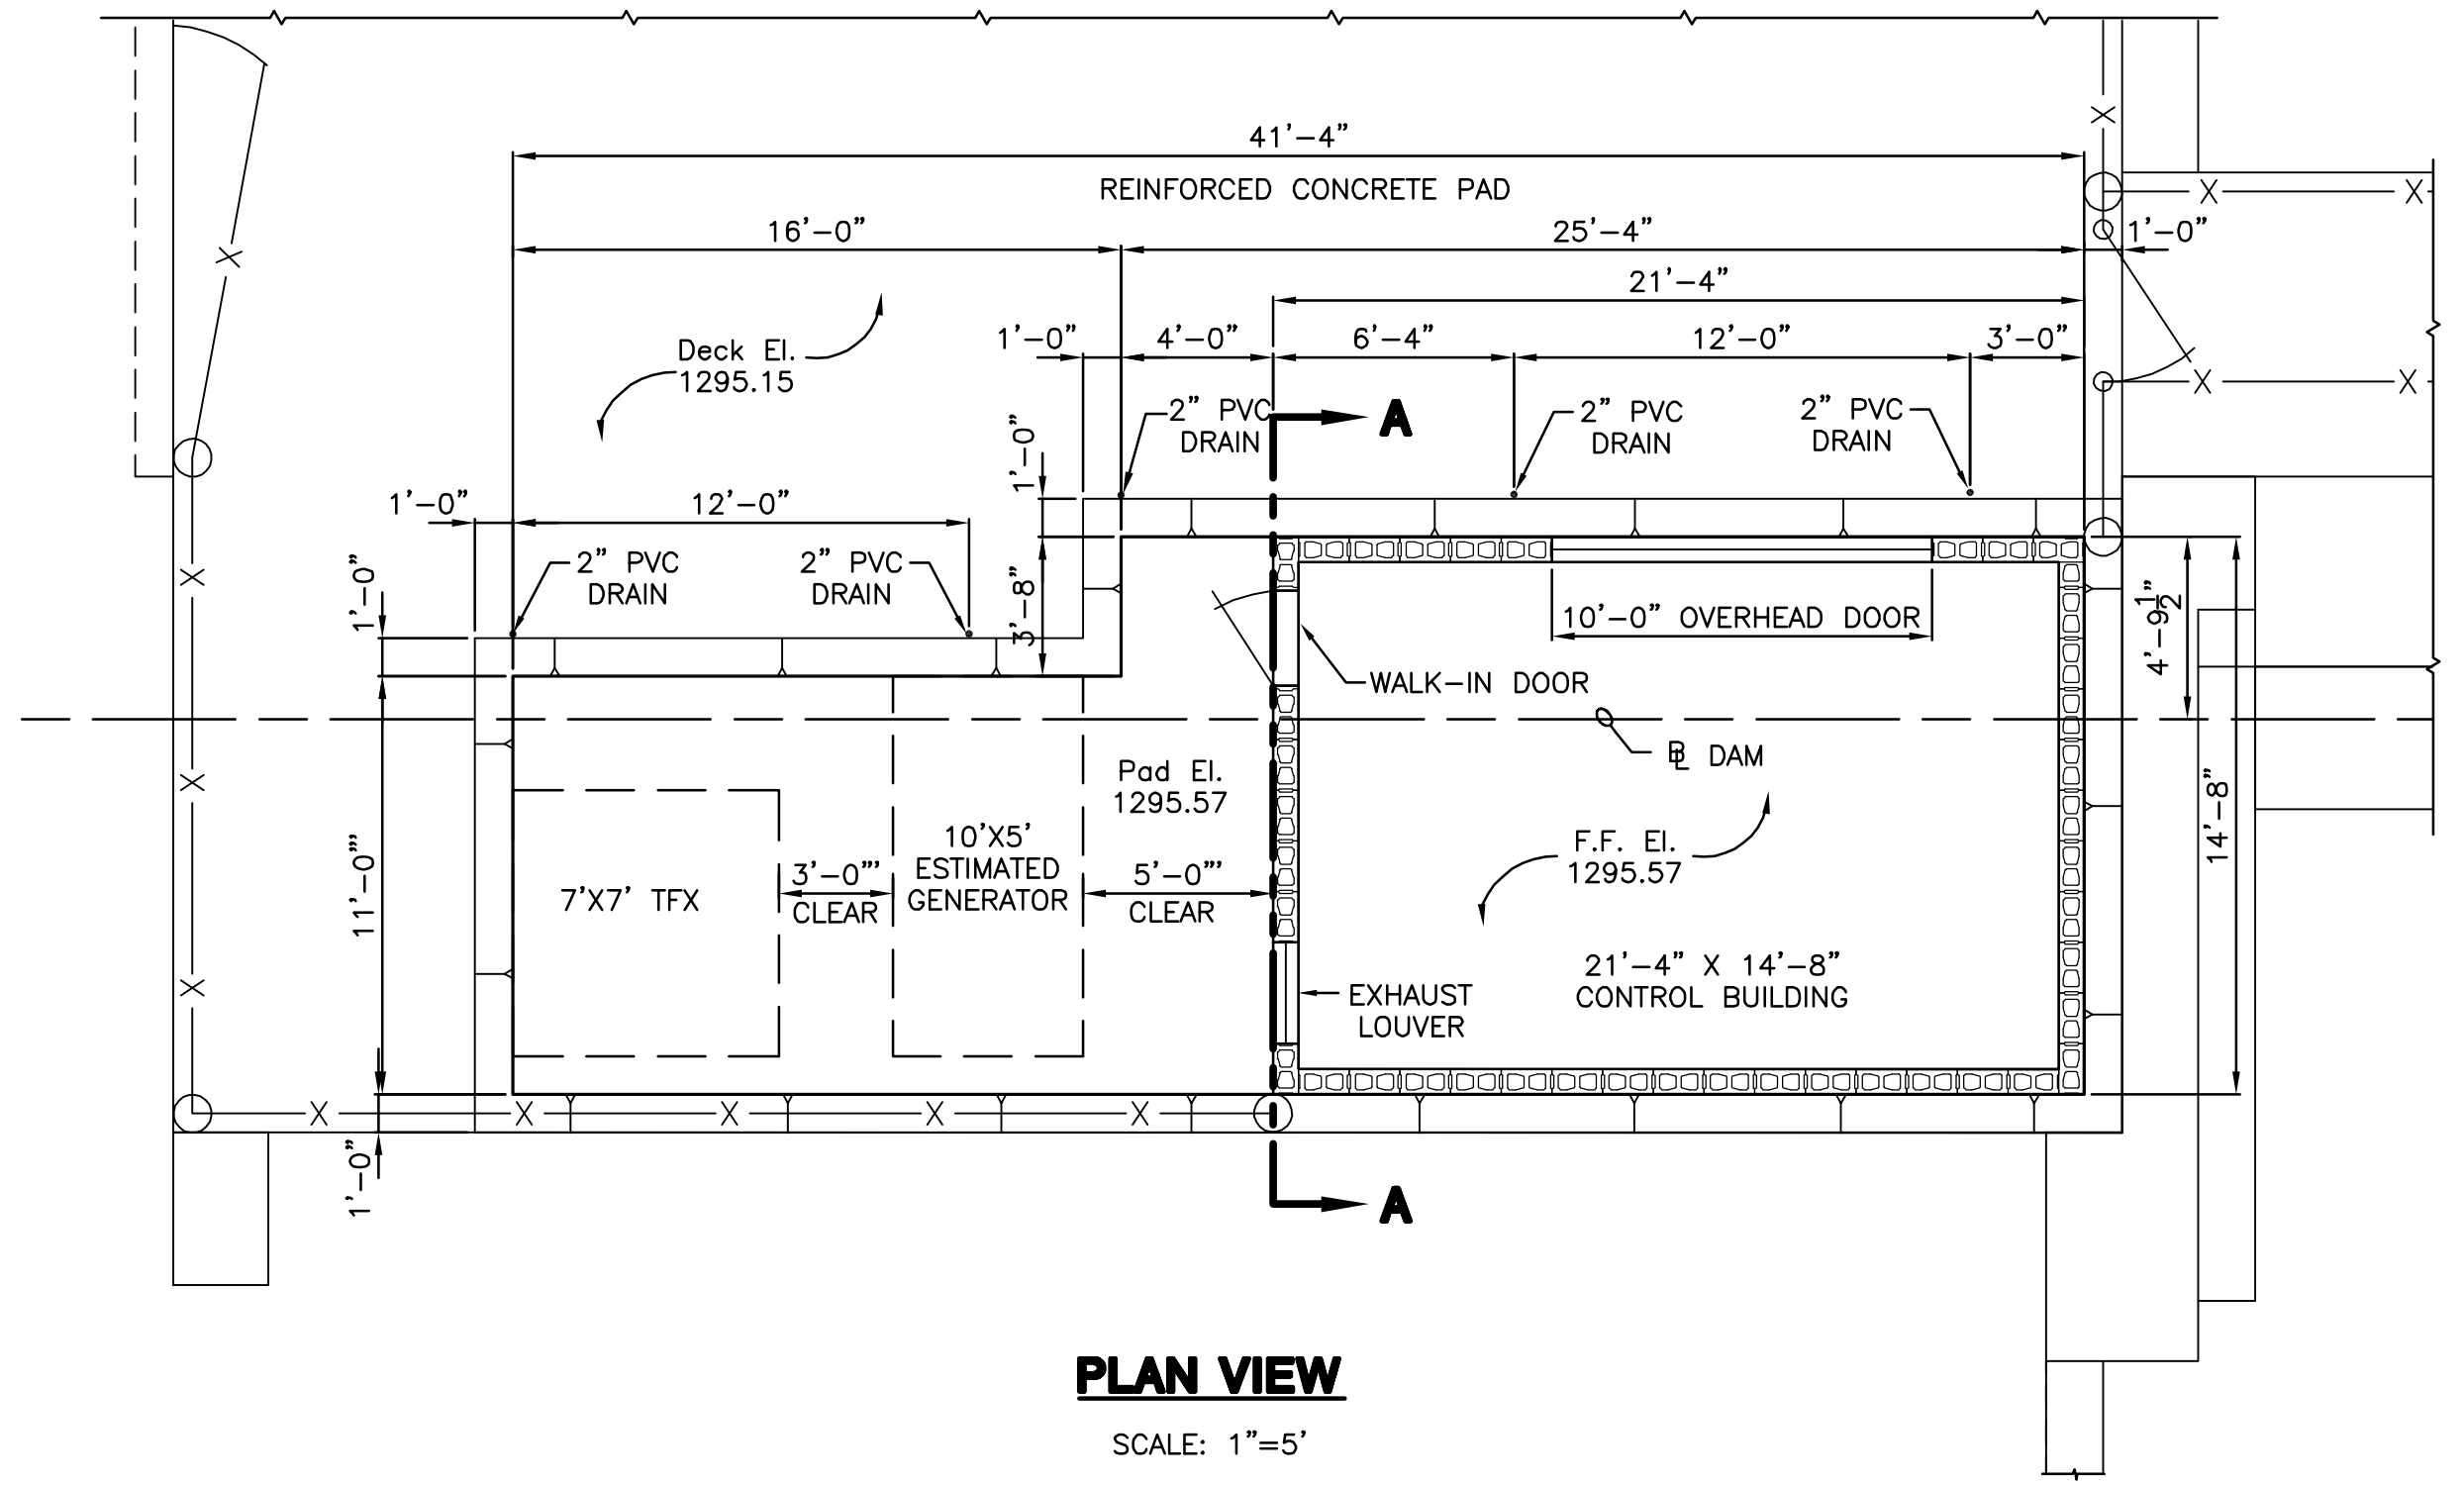 41'-4"
REINFORCED CONCRETE PAD
16'-0"
25'-4"
1'-0"
21'-4"
1'-0"
4'-0"
6'-4"
12'-0"
3'-0"
Deck El.
1295.15
2" PVC
DRAIN
A
2" PVC
DRAIN
2" PVC
DRAIN
1'-0"
1'-0"
12'-0"
1'-0"
2" PVC
DRAIN
2" PVC
DRAIN
3'-8"
10'-0" OVERHEAD DOOR
4'-9 1/2"
WALK-IN DOOR
BL DAM
Pad El.
1295.57
14'-8"
11'-0"'
10'X5'
ESTIMATED
GENERATOR
7'X7' TFX
3'-0"'
CLEAR
5'-0"'
CLEAR
F.F. El.
1295.57
21'-4" X 14'-8"
CONTROL BUILDING
EXHAUST
LOUVER
X X X X X X X X X X X X X X
1'-0"
A
PLAN VIEW
SCALE: 1"=5'